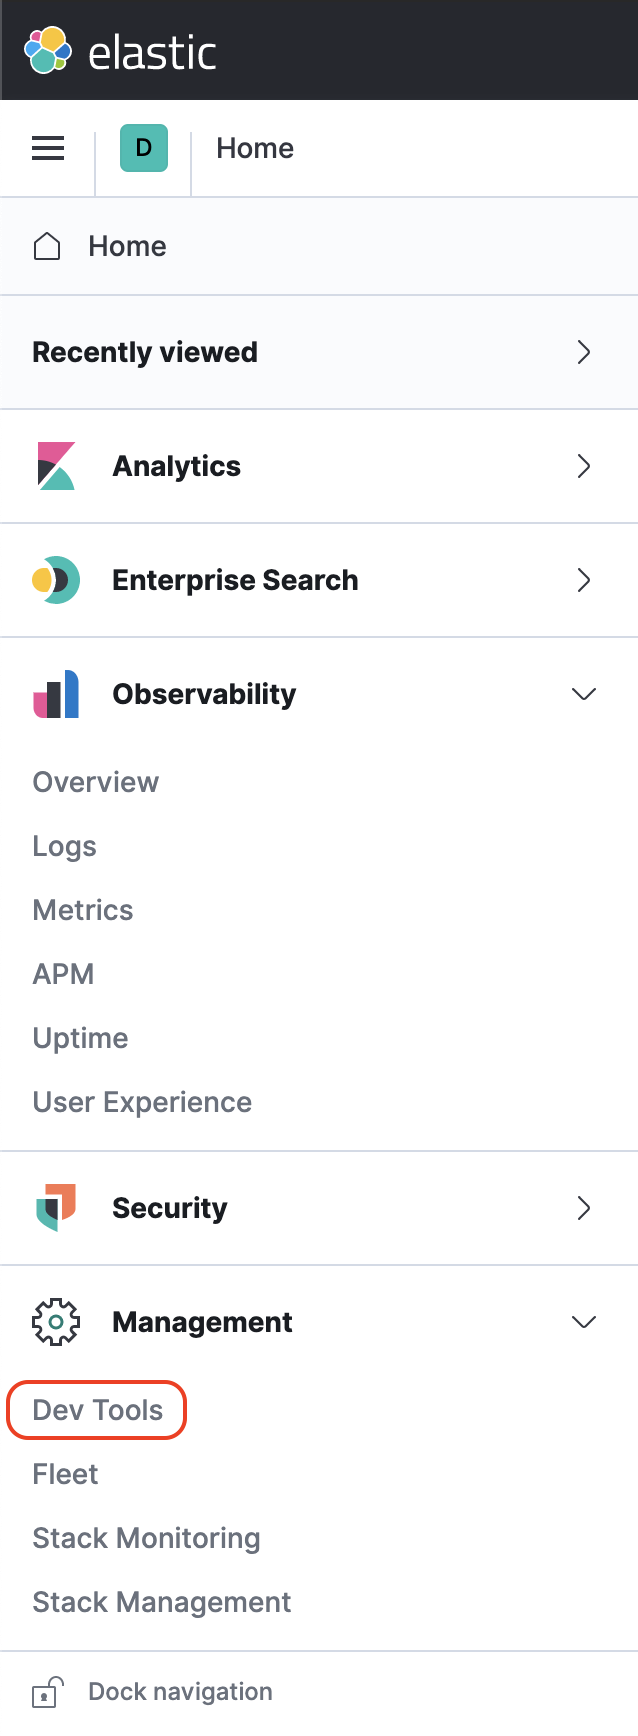 elastic
D Home
Home
Recently viewed
Analytics
Enterprise Search
Observability
Overview
Logs
Metrics
APM
Uptime
User Experience
Security
Management
Dev Tools
Fleet
Stack Monitoring
Stack Management
Dock navigation